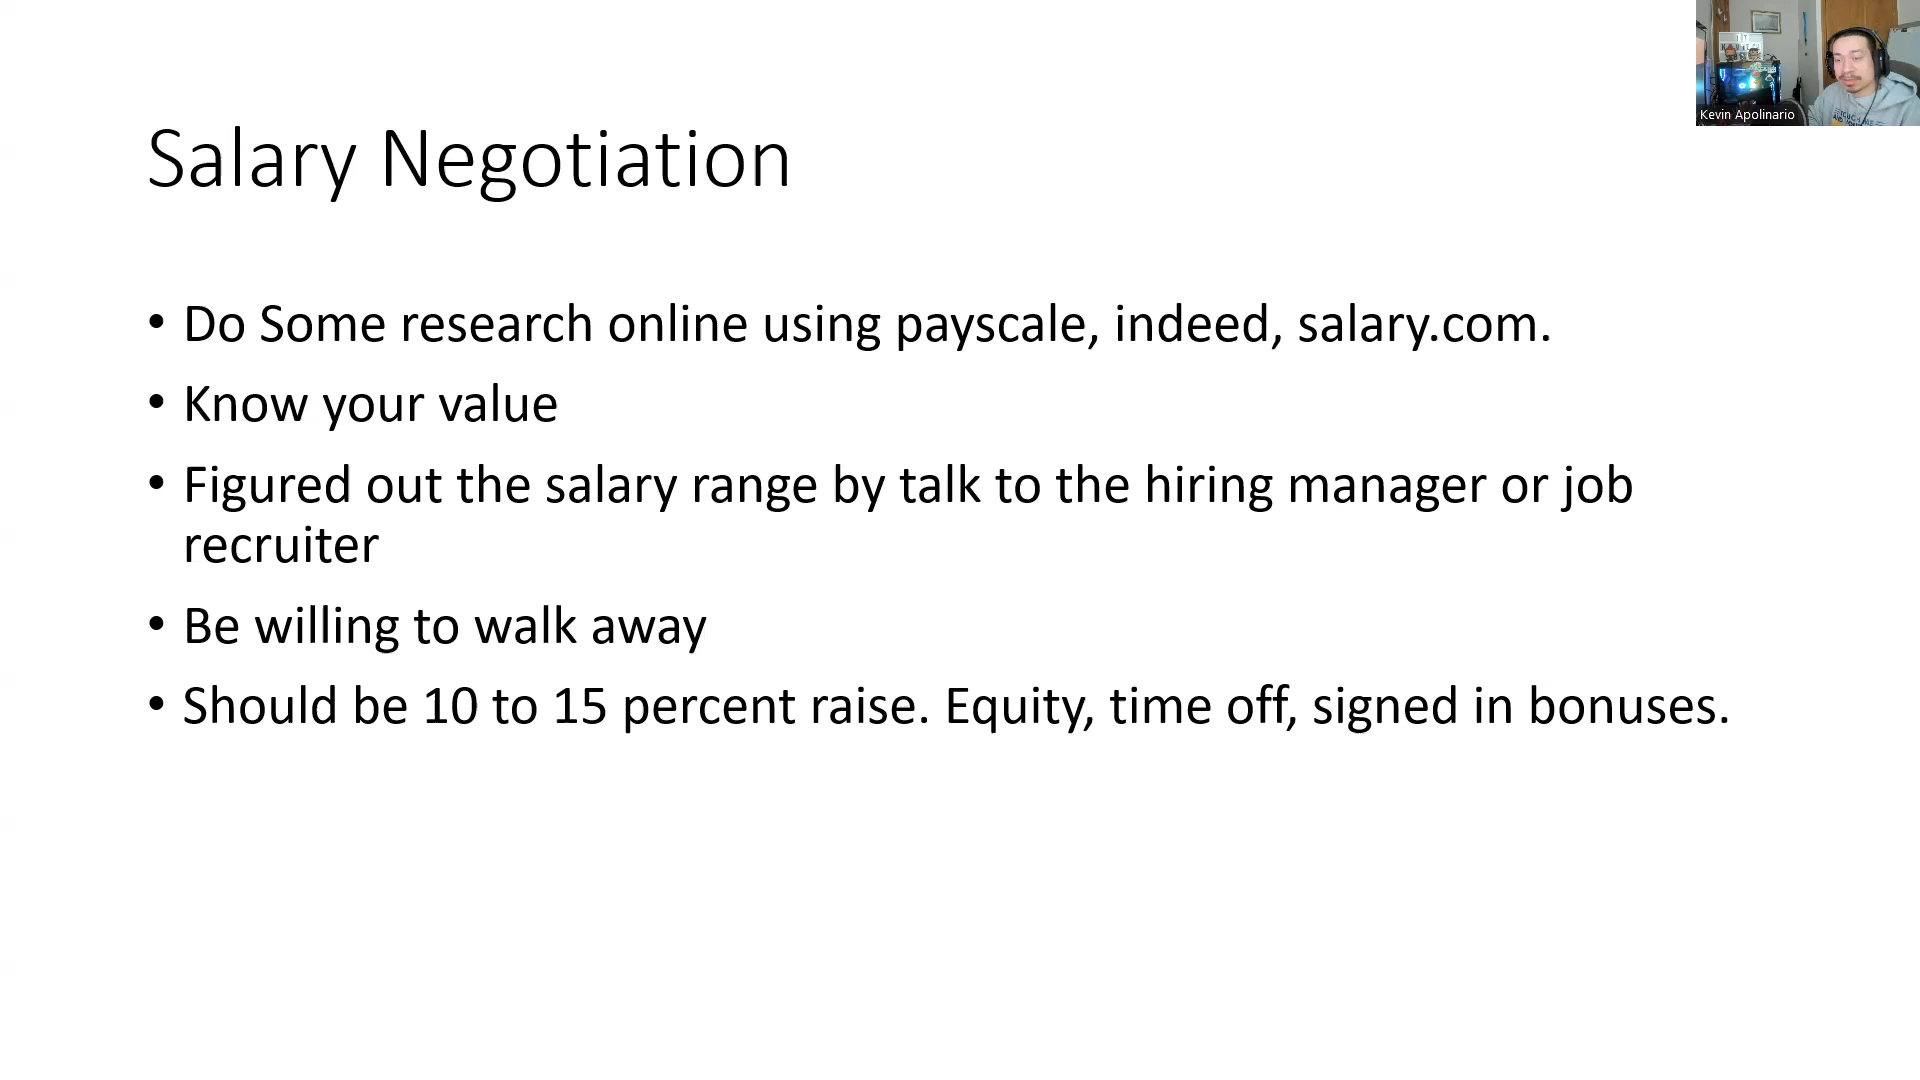 Kevin Apolinario
Salary Negotiation
• Do Some research online using payscale, indeed, salary.com.
• Know your value
• Figured out the salary range by talk to the hiring manager or job
recruiter
• Be willing to walk away
• Should be 10 to 15 percent raise. Equity, time off, signed in bonuses.